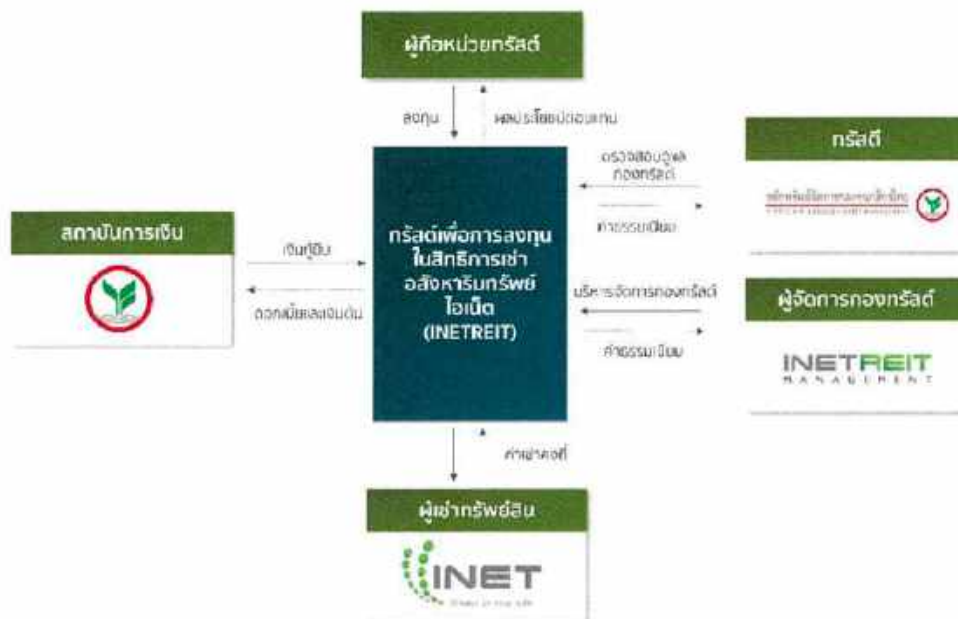 ผู้ถือหน่วยทรัสต์
ลงทุน
ผลประโยชน์ตอบแทน
ทรัสตี
ตรวจสอบดูแล
กองทรัสต์
ค่าธรรมเนียม
สถาบันการเงิน
เงินกู้ยืม
ดอกเบี้ยและเงินต้น
ทรัสต์เพื่อการลงทุน
ในสิทธิการเช่า
อสังหาริมทรัพย์
ไอเน็ต
(INETREIT)
บริหารจัดการกองทรัสต์
ค่าธรรมเนียม
ผู้จัดการกองทรัสต์
INETREIT
MANAGEMENT
ค่าเช่าคงที่
ผู้เช่าทรัพย์สิน
INET